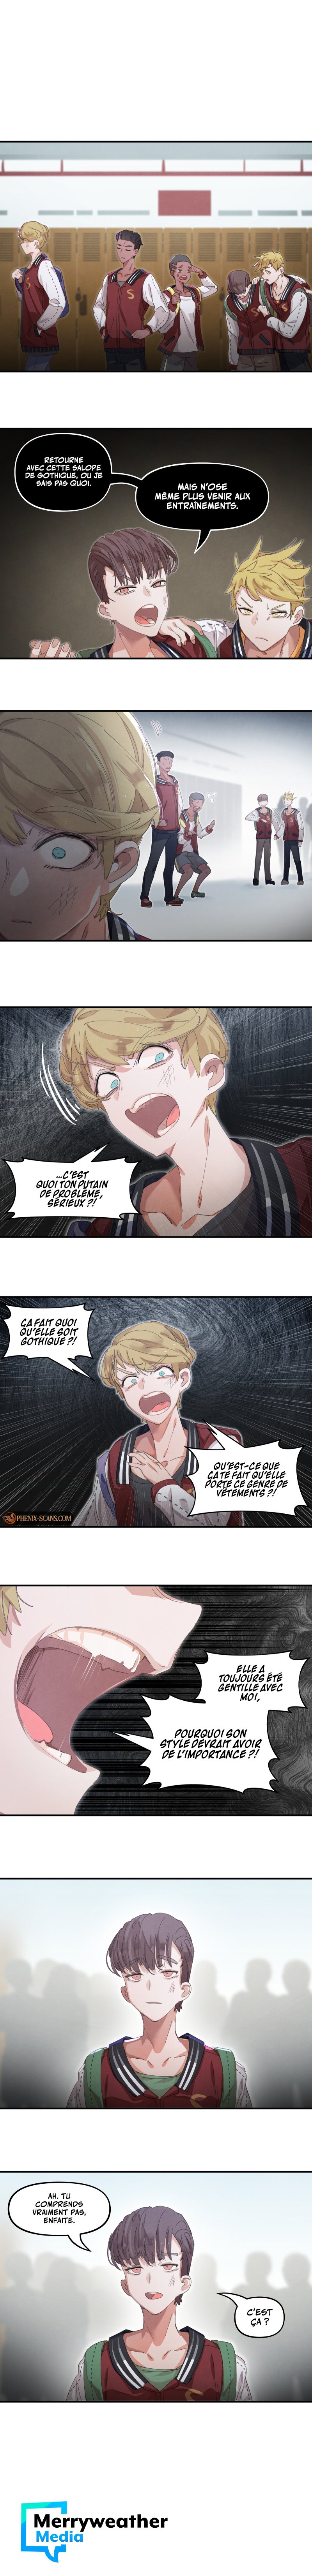 RETOURNE
AVEC CETTE SALOPE
DE GOTHIQUE, OU JE
SAIS PAS QUOI.
MAIS N'OSE
MÊME PLUS VENIR AUX
ENTRAÎNEMENTS.
...C'EST
QUOI TON PUTAIN
DE PROBLÈME,
SÉRIEUX ?!
ÇA FAIT QUOI
QU'ELLE SOIT
GOTHIQUE ?!
QU'EST-CE QUE
ÇA TE FAIT QU'ELLE
PORTE CE GENRE DE
VÊTEMENTS ?!
PHENIX-SCANS.COM
ELLE A
TOUJOURS ÉTÉ
GENTILLE AVEC
MOI,
POURQUOI SON
STYLE DEVRAIT AVOIR
DE L'IMPORTANCE ?!
AH. TU
COMPRENDS
VRAIMENT PAS,
ENFAITE.
C'EST
ÇA ?
Merryweather
Media